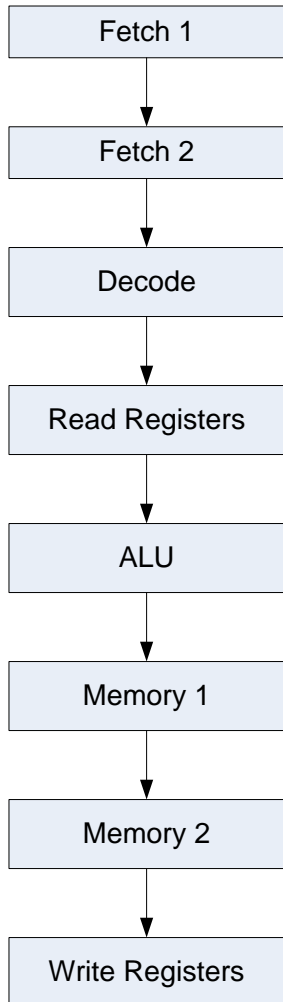 Fetch 1
Fetch 2
Decode
Read Registers
ALU
Memory 1
Memory 2
Write Registers